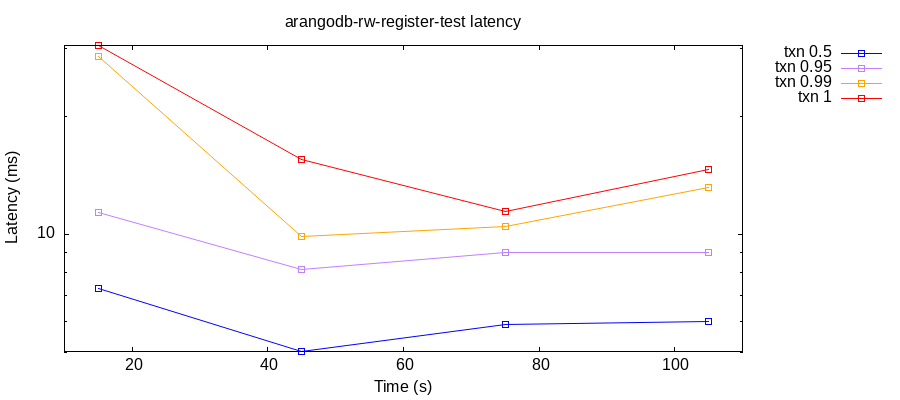 arangodb-rw-register-test latency
txn 0.5
txn 0.95
txn 0.99
txn 1
Latency (ms)
10
20 40 60 80 100
Time (s)